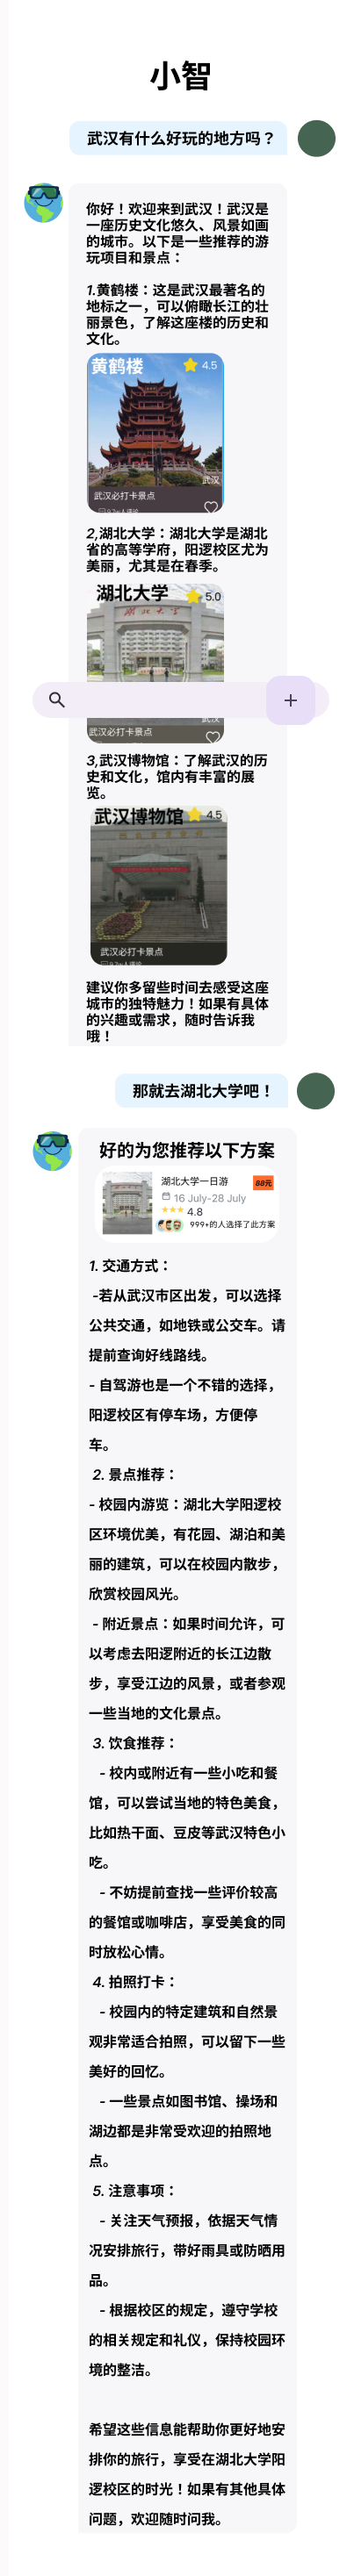 小智
武汉有什么好玩的地方吗？
你好！欢迎来到武汉！武汉是
一座历史文化悠久、风景如画
的城市。以下是一些推荐的游
玩项目和景点：
1.黄鹤楼：这是武汉最著名的
地标之一，可以俯瞰长江的壮
丽景色，了解这座楼的历史和
文化。
黄鹤楼
4.5
武汉
武汉必打卡景点
2,湖北大学：湖北大学是湖北
省的高等学府，阳逻校区尤为
美丽，尤其是在春季。
湖北大学
5.0
湖北大学
武汉
武汉必打卡景点
3,武汉博物馆：了解武汉的历
史和文化，馆内有丰富的展
览。
武汉博物馆
4.5
武汉必打卡景点
建议你多留些时间去感受这座
城市的独特魅力！如果有具体
的兴趣或需求，随时告诉我
哦！
那就去湖北大学吧！
好的为您推荐以下方案
湖北大学一日游
88元
16 July-28 July
4.8
999+的人选择了此方案
1. 交通方式：
-若从武汉市区出发，可以选择
公共交通，如地铁或公交车。请
提前查询好线路线。
- 自驾游也是一个不错的选择，
阳逻校区有停车场，方便停
车。
2. 景点推荐：
- 校园内游览：湖北大学阳逻校
区环境优美，有花园、湖泊和美
丽的建筑，可以在校园内散步，
欣赏校园风光。
- 附近景点：如果时间允许，可
以考虑去阳逻附近的长江边散
步，享受江边的风景，或者参观
一些当地的文化景点。
3. 饮食推荐：
- 校内或附近有一些小吃和餐
馆，可以尝试当地的特色美食，
比如热干面、豆皮等武汉特色小
吃。
- 不妨提前查找一些评价较高
的餐馆或咖啡店，享受美食的同
时放松心情。
4. 拍照打卡：
- 校园内的特定建筑和自然景
观非常适合拍照，可以留下一些
美好的回忆。
- 一些景点如图书馆、操场和
湖边都是非常受欢迎的拍照地
点。
5. 注意事项：
- 关注天气预报，依据天气情
况安排旅行，带好雨具或防晒用
品。
- 根据校区的规定，遵守学校
的相关规定和礼仪，保持校园环
境的整洁。
希望这些信息能帮助你更好地安
排你的旅行，享受在湖北大学阳
逻校区的时光！如果有其他具体
问题，欢迎随时问我。